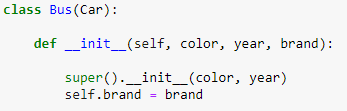 class Bus(Car):
    def __init__(self, color, year, brand):
        super().__init__(color, year)
        self.brand = brand